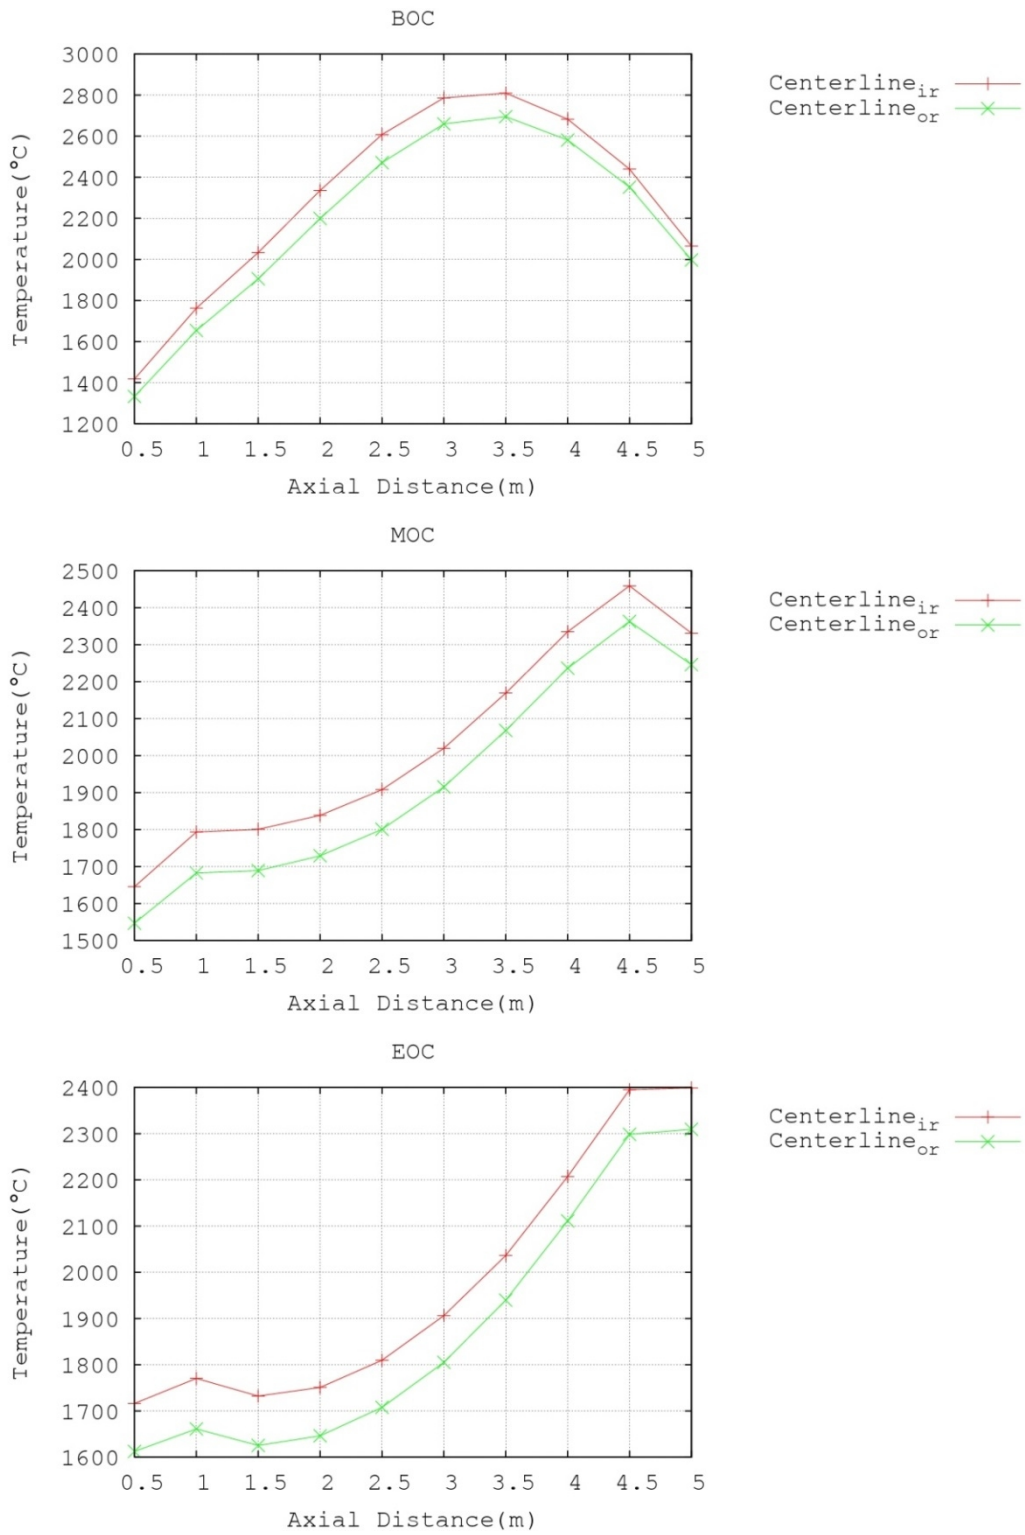 BOC
3000
2800
2600
2400
2200
2000
1800
1600
1400
1200
Temperature(°C)
0.5 1 1.5 2 2.5 3 3.5 4 4.5 5
Axial Distance(m)
Centerline_ir
Centerline_or
MOC
2500
2400
2300
2200
2100
2000
1900
1800
1700
1600
1500
Temperature(°C)
0.5 1 1.5 2 2.5 3 3.5 4 4.5 5
Axial Distance(m)
Centerline_ir
Centerline_or
EOC
2400
2300
2200
2100
2000
1900
1800
1700
1600
Temperature(°C)
0.5 1 1.5 2 2.5 3 3.5 4 4.5 5
Axial Distance(m)
Centerline_ir
Centerline_or